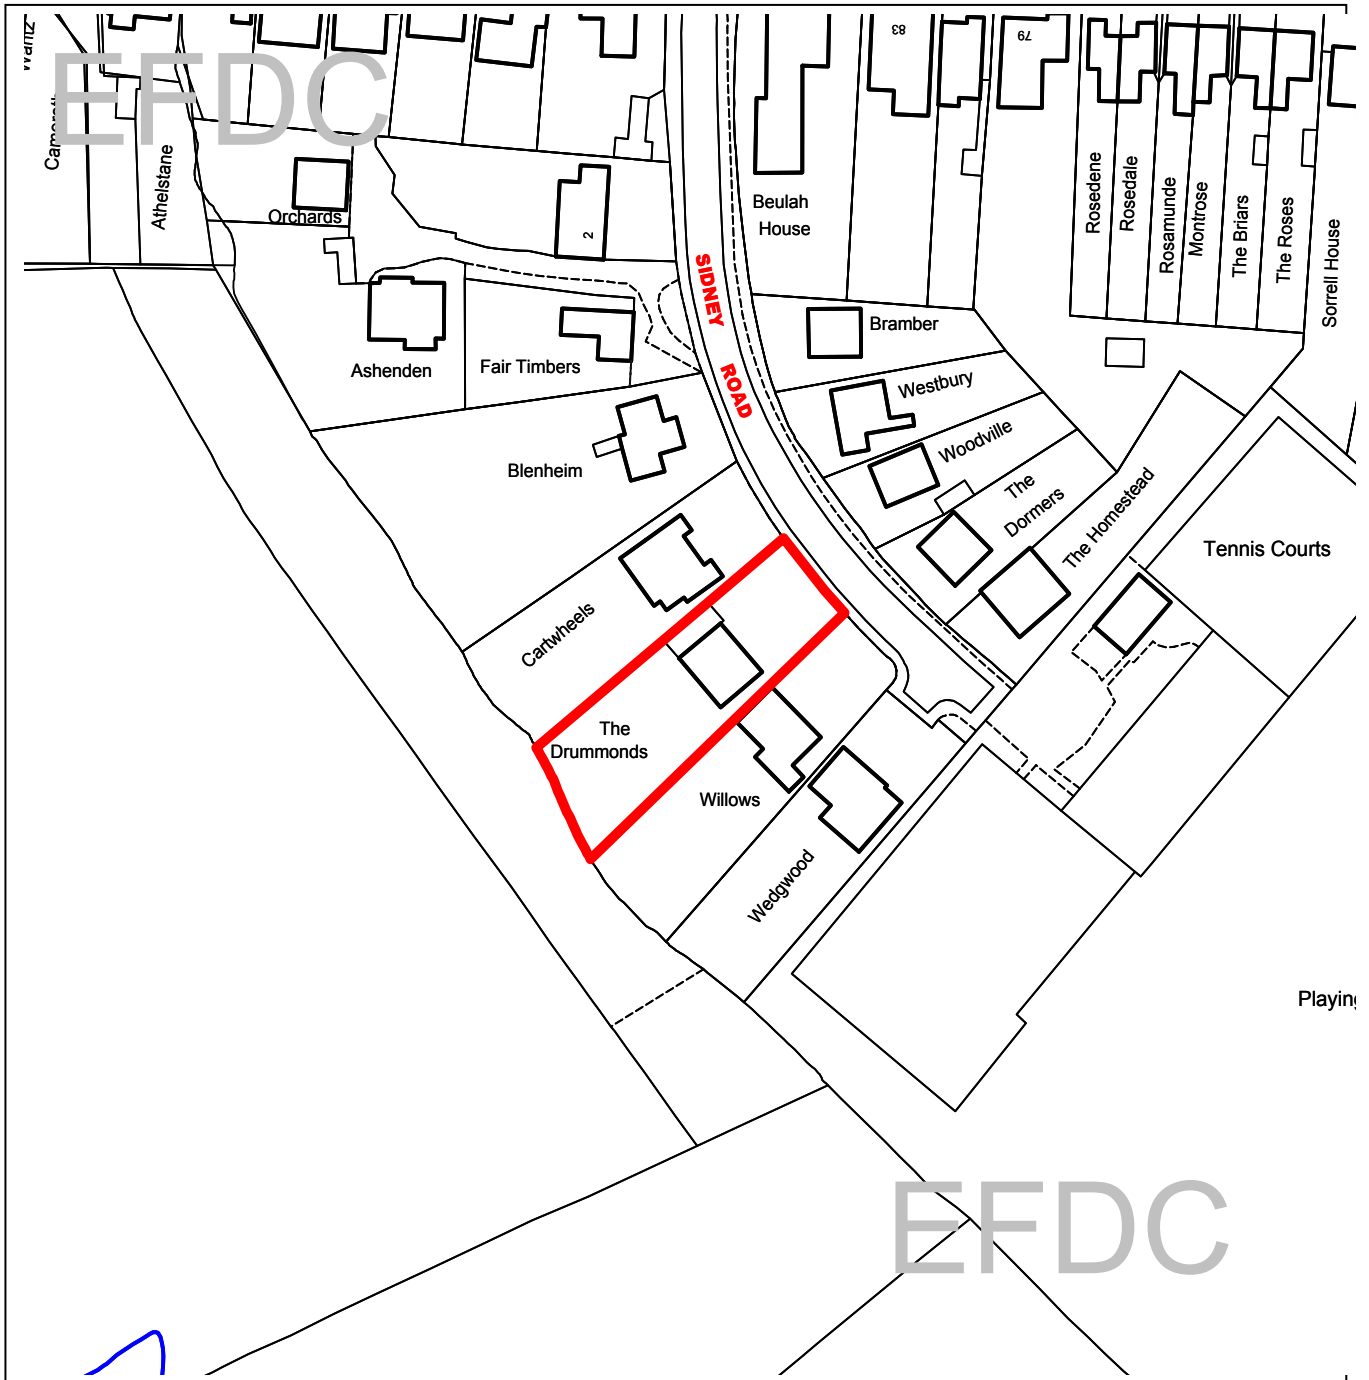 EFDC
Athelstane
Orchards
2
83
79
Beulah
House
Rosedene
Rosedale
Rosamunde
Montrose
The Briars
The Roses
Sorrell House
SIDNEY ROAD
Bramber
Westbury
Woodville
The
Dormers
The Homestead
Tennis Courts
Ashenden
Fair Timbers
Blenheim
Cartwheels
The
Drummonds
Willows
Wedgwood
Playing
EFDC